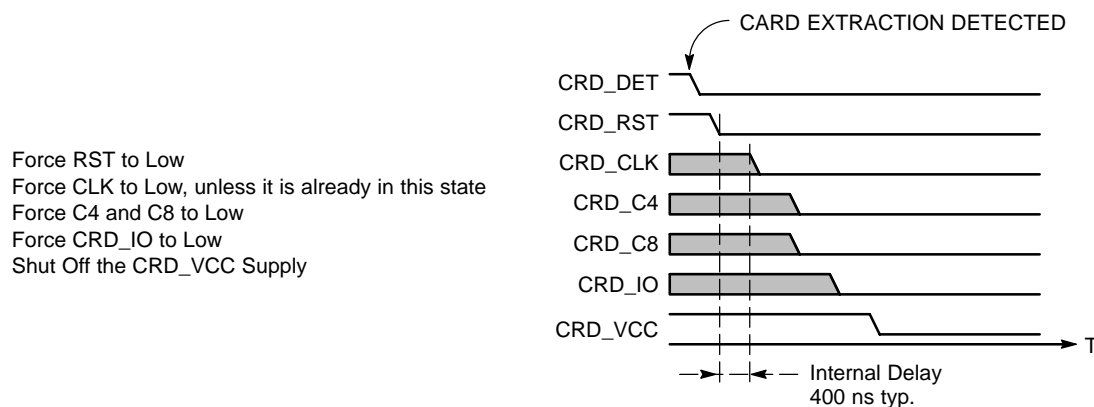 Force RST to Low
Force CLK to Low, unless it is already in this state
Force C4 and C8 to Low
Force CRD_IO to Low
Shut Off the CRD_VCC Supply
CARD EXTRACTION DETECTED
CRD_DET
CRD_RST
CRD_CLK
CRD_C4
CRD_C8
CRD_IO
CRD_VCC
T
Internal Delay
400 ns typ.